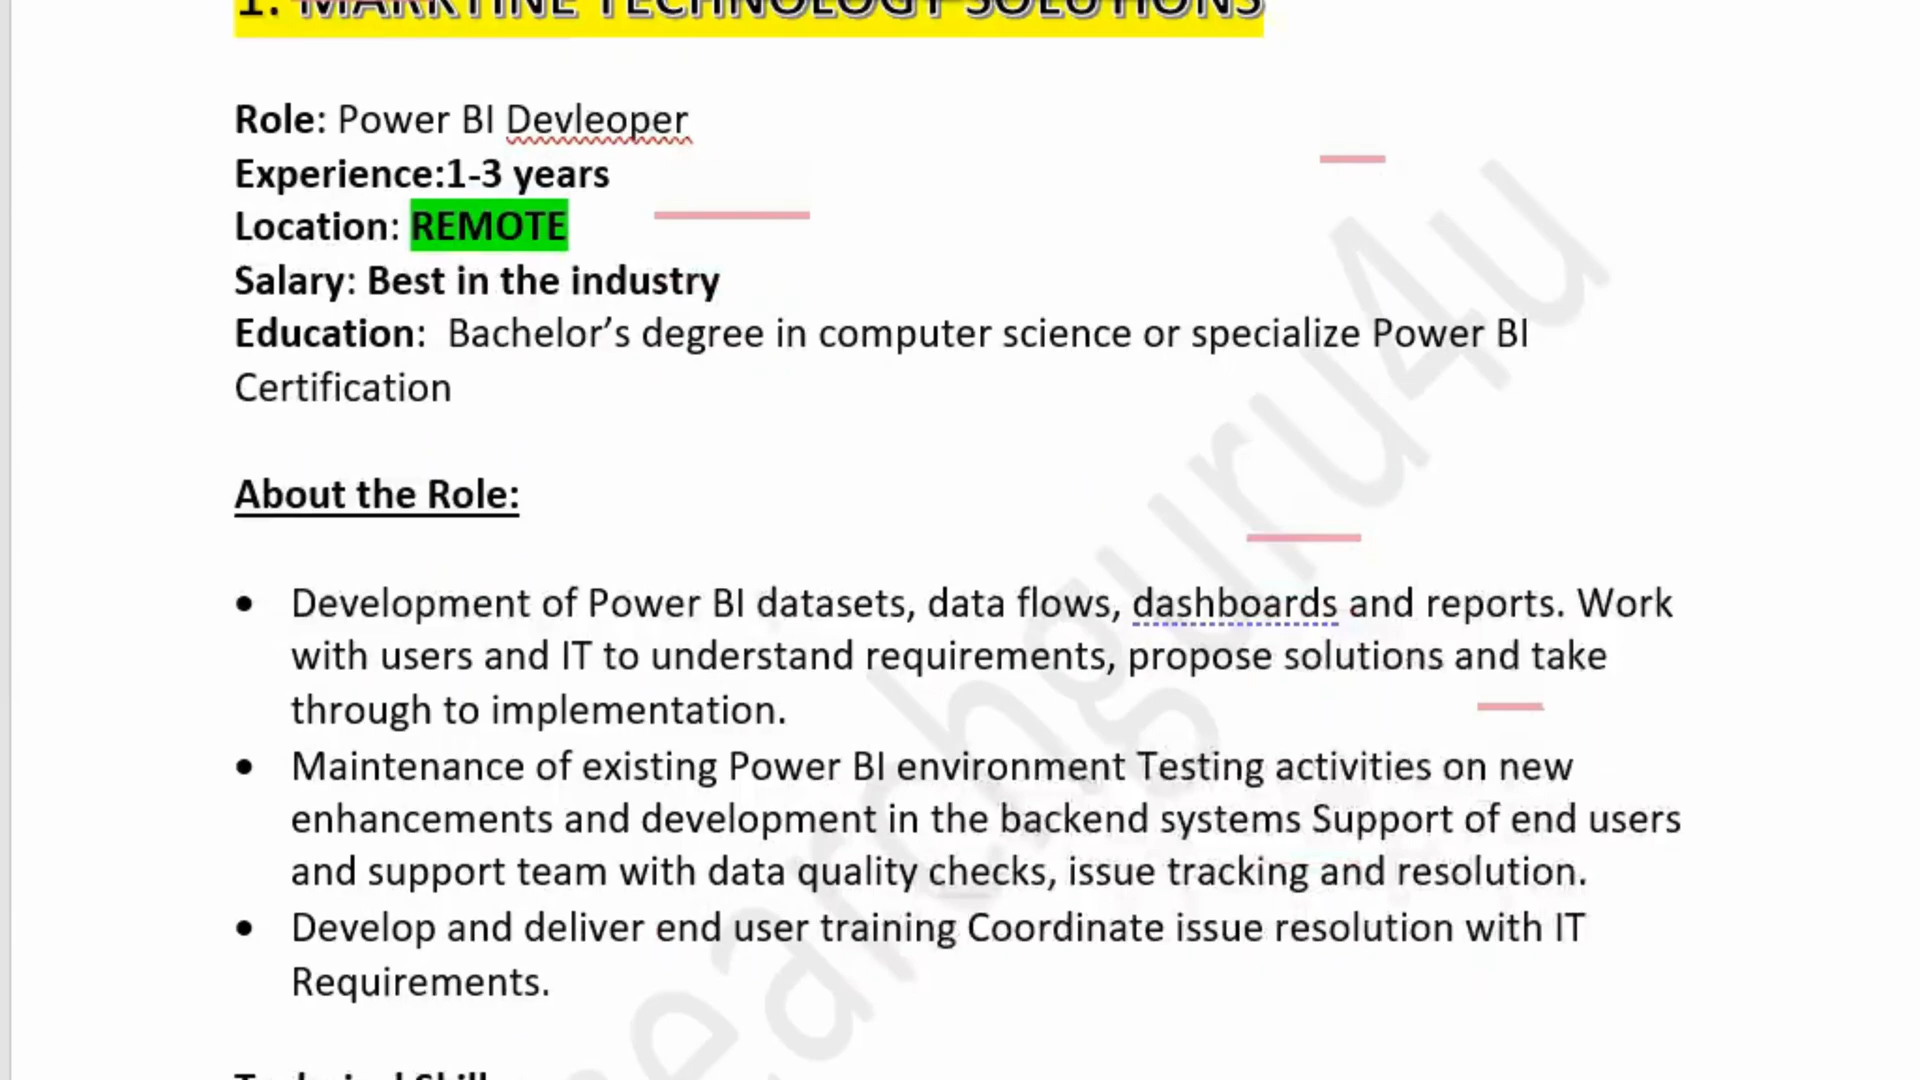 1. MARKTINE TECHNOLOGY SOLUTIONS
Role: Power BI Devleoper
Experience:1-3 years
Location: REMOTE
Salary: Best in the industry
Education:  Bachelor’s degree in computer science or specialize Power BI
Certification
About the Role:
• Development of Power BI datasets, data flows, dashboards and reports. Work
with users and IT to understand requirements, propose solutions and take
through to implementation.
• Maintenance of existing Power BI environment Testing activities on new
enhancements and development in the backend systems Support of end users
and support team with data quality checks, issue tracking and resolution.
• Develop and deliver end user training Coordinate issue resolution with IT
Requirements.